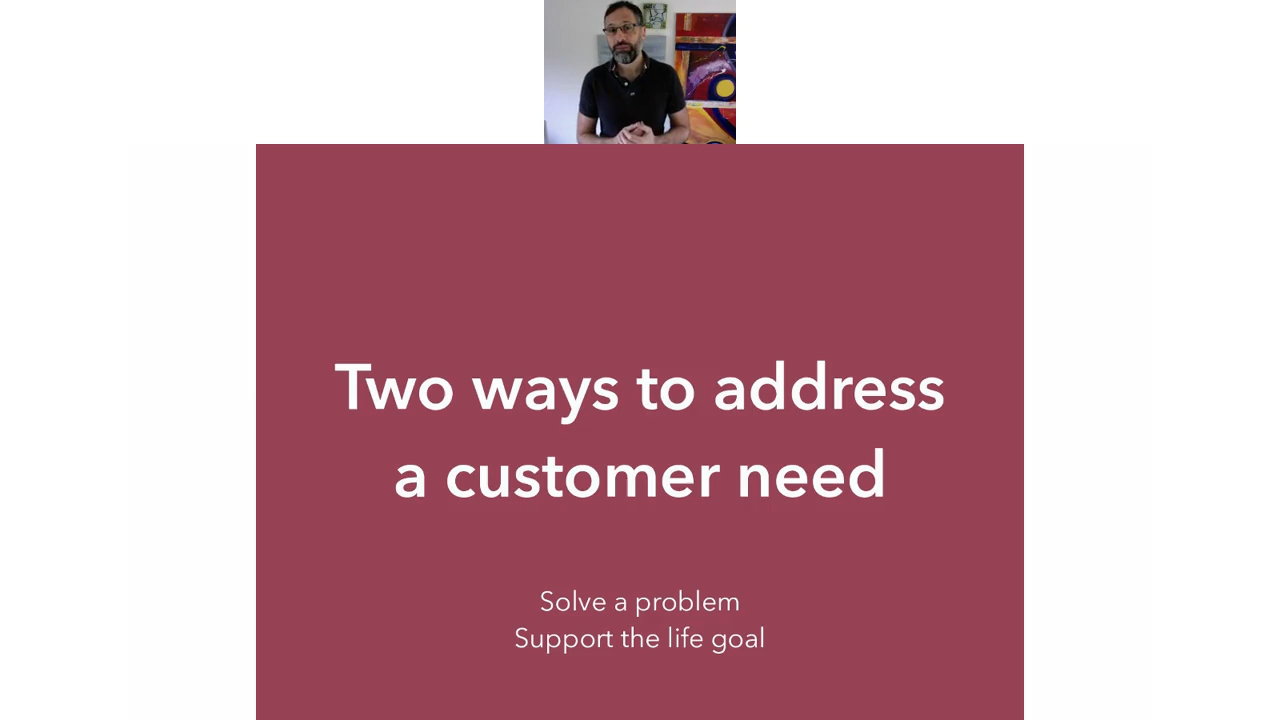 Two ways to address
a customer need
Solve a problem
Support the life goal